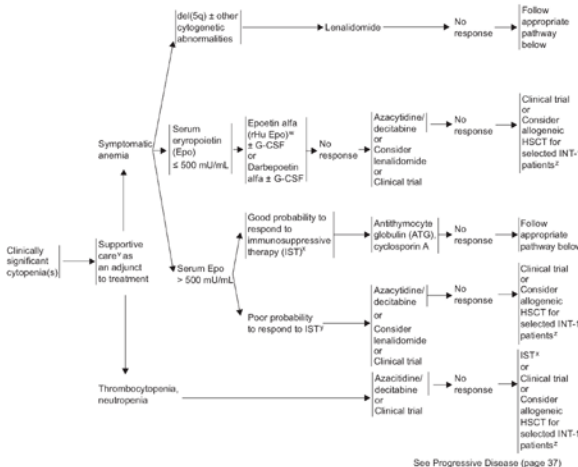 del(5q) ± other
cytogenetic
abnormalities
Lenalidomide
No
response
Follow
appropriate
pathway
below
Symptomatic
anemia
Serum
eryropoietin
(Epo)
≤ 500 mU/mL
Epoetin alfa
(rHu Epo)ʷ
± G-CSF
or
Darbepoetin
alfa ± G-CSF
No
response
Azacytidine/
decitabine
or
Consider
lenalidomide
or
Clinical trial
No
response
Clinical trial
or
Consider
allogeneic
HSCT for
selected INT-1
patientsᶻ
Clinically
significant
cytopenia(s)
Supportive
careᵛ as
an adjunct
to treatment
Serum Epo
> 500 mU/mL
Good probability to
respond to
immunosuppressive
therapy (IST)ˣ
Antithymocyte
globulin (ATG),
cyclosporin A
No
response
Follow
appropriate
pathway below
Poor probability
to respond to ISTʸ
Azacytidine/
decitabine
or
Consider
lenalidomide
or
Clinical trial
No
response
Clinical trial
or
Consider
allogeneic
HSCT for
selected INT-1
patientsᶻ
Thrombocytopenia,
neutropenia
Azacitidine/
decitabine
or
Clinical trial
No
response
ISTˣ
or
Clinical trial
or
Consider
allogeneic
HSCT for
selected INT-1
patientsᶻ
See Progressive Disease (page 37)